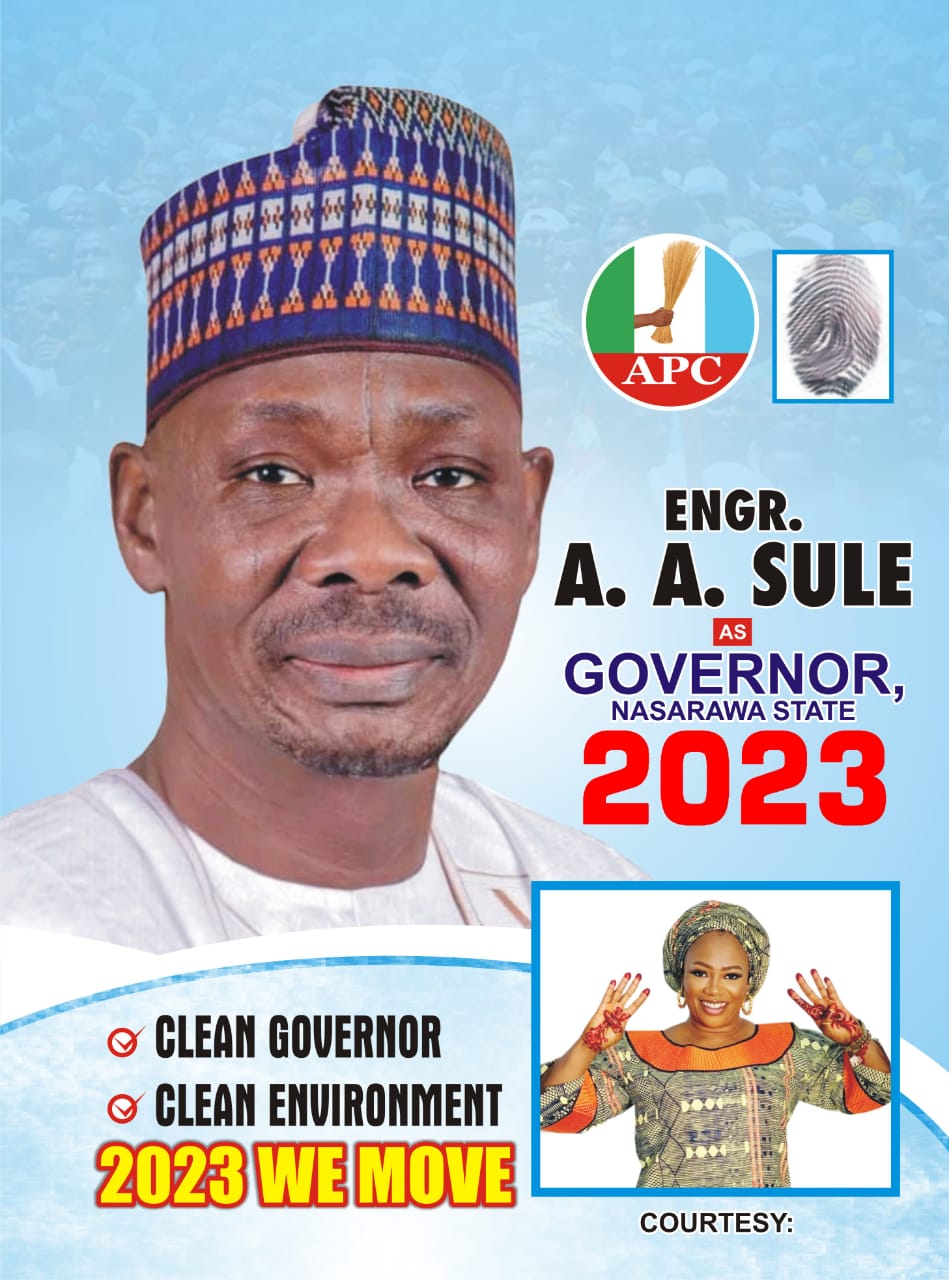 APC
ENGR.
A. A. SULE
AS
GOVERNOR,
NASARAWA STATE
2023
CLEAN GOVERNOR
CLEAN ENVIRONMENT
2023 WE MOVE
COURTESY: